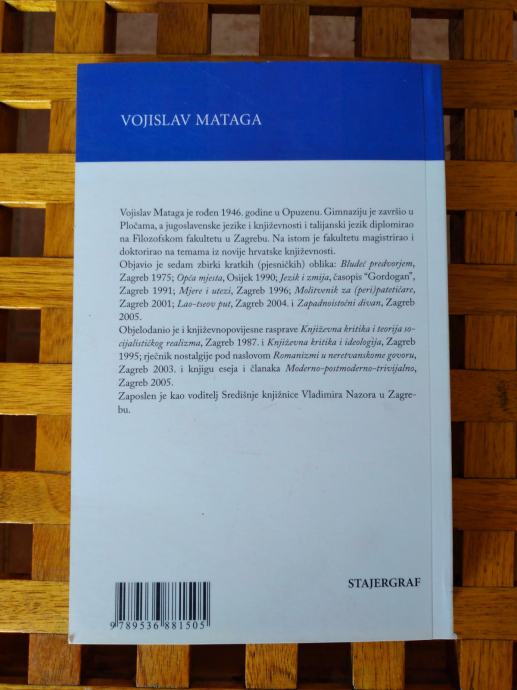 VOJISLAV MATAGA
Vojislav Mataga je rođen 1946. godine u Opuzenu. Gimnaziju je završio u
Pločama, a jugoslavenske jezike i književnosti i talijanski jezik diplomirao
na Filozofskom fakultetu u Zagrebu. Na istom je fakultetu magistrirao i
doktorirao na temama iz novije hrvatske književnosti.
Objavio je sedam zbirki kratkih (pjesničkih) oblika: Bludeć predvorjem,
Zagreb 1975; Opća mjesta, Osijek 1990; Jezik i zmija, časopis “Gordogan”,
Zagreb 1991; Mjere i utezi, Zagreb 1996; Molitvenik za (peri)patetičare,
Zagreb 2001; Lao-tseov put, Zagreb 2004. i Zapadnoistočni divan, Zagreb
2005.
Objelodanio je i književnopovijesne rasprave Književna kritika i teorija so-
cijalističkog realizma, Zagreb 1987. i Književna kritika i ideologija, Zagreb
1995; rječnik nostalgije pod naslovom Romanizmi u neretvanskome govoru,
Zagreb 2003. i knjigu eseja i članaka Moderno-postmoderno-trivijalno,
Zagreb 2005.
Zaposlen je kao voditelj Središnje knjižnice Vladimira Nazora u Zagre-
bu.
STAJERGRAF
9 789536 881505